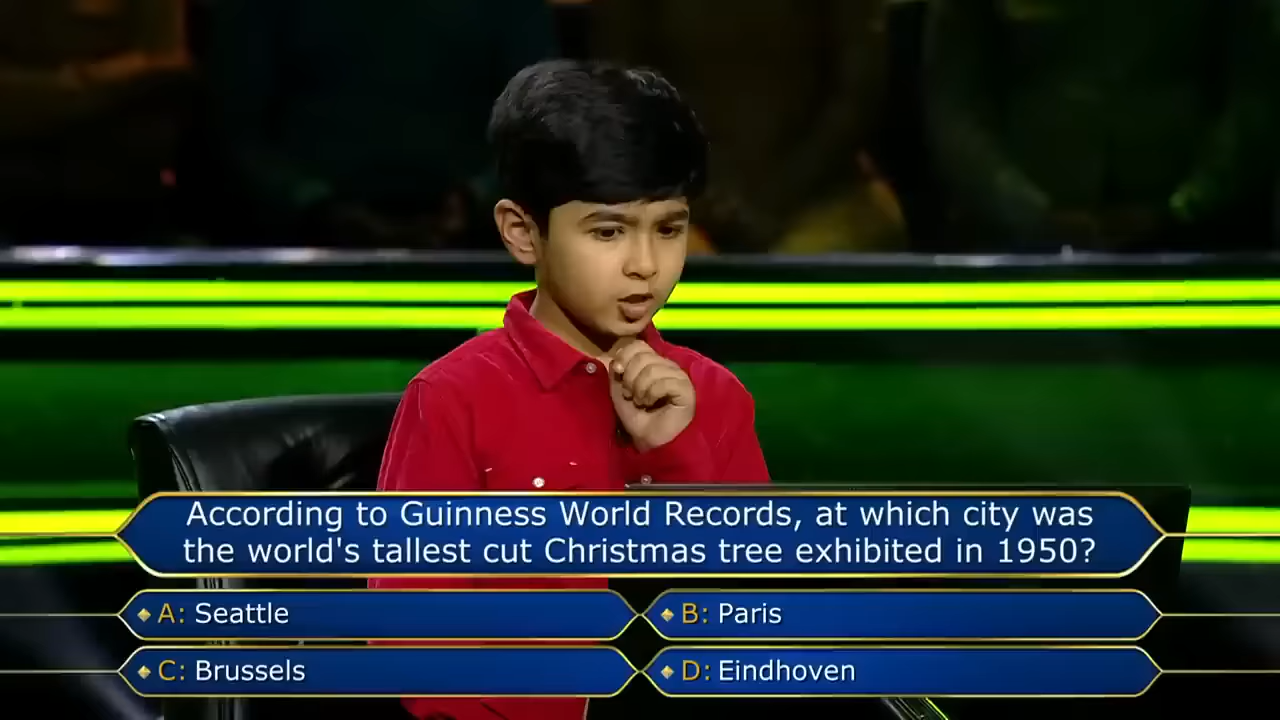 According to Guinness World Records, at which city was
the world's tallest cut Christmas tree exhibited in 1950?
A: Seattle
B: Paris
C: Brussels
D: Eindhoven